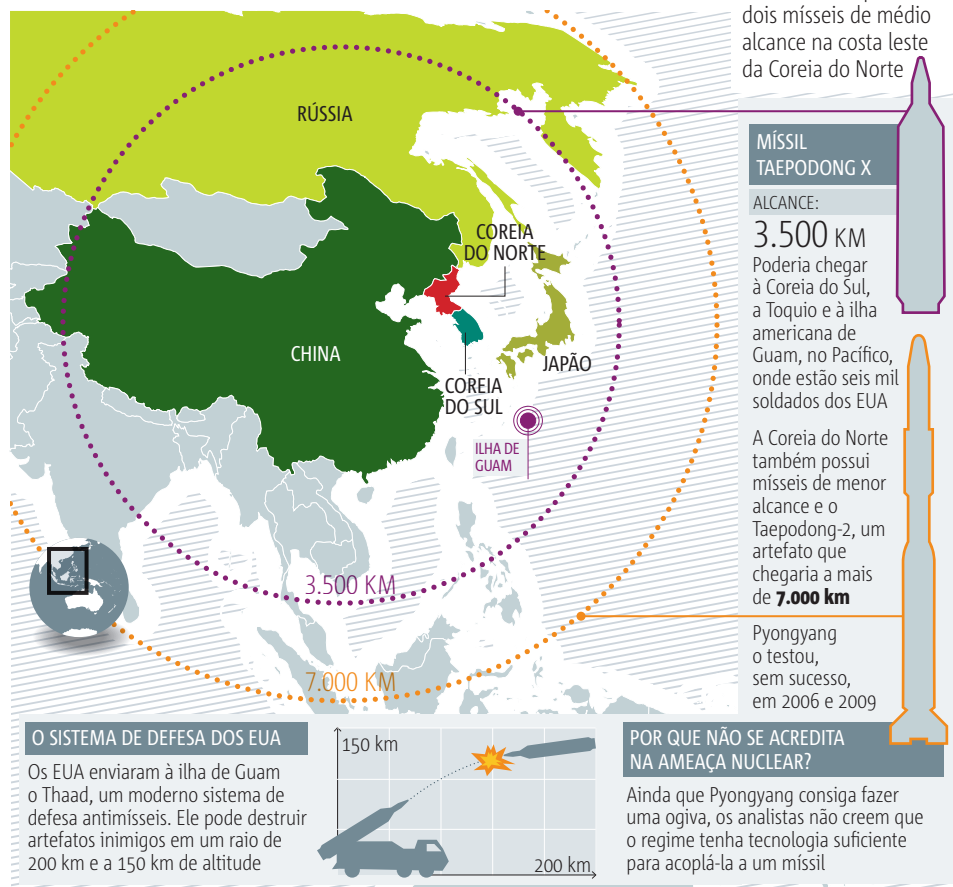 dois mísseis de médio
alcance na costa leste
da Coreia do Norte
RÚSSIA
COREIA
DO NORTE
CHINA
JAPÃO
COREIA
DO SUL
ILHA DE
GUAM
3.500 KM
7.000 KM
MÍSSIL
TAEPODONG X
ALCANCE:
3.500 KM
Poderia chegar
à Coreia do Sul,
a Toquio e à ilha
americana de
Guam, no Pacífico,
onde estão seis mil
soldados dos EUA
A Coreia do Norte
também possui
mísseis de menor
alcance e o
Taepodong-2, um
artefato que
chegaria a mais
de 7.000 km
Pyongyang
o testou,
sem sucesso,
em 2006 e 2009
O SISTEMA DE DEFESA DOS EUA
Os EUA enviaram à ilha de Guam
o Thaad, um moderno sistema de
defesa antimísseis. Ele pode destruir
artefatos inimigos em um raio de
200 km e a 150 km de altitude
150 km
200 km
POR QUE NÃO SE ACREDITA
NA AMEAÇA NUCLEAR?
Ainda que Pyongyang consiga fazer
uma ogiva, os analistas não creem que
o regime tenha tecnologia suficiente
para acoplá-la a um míssil